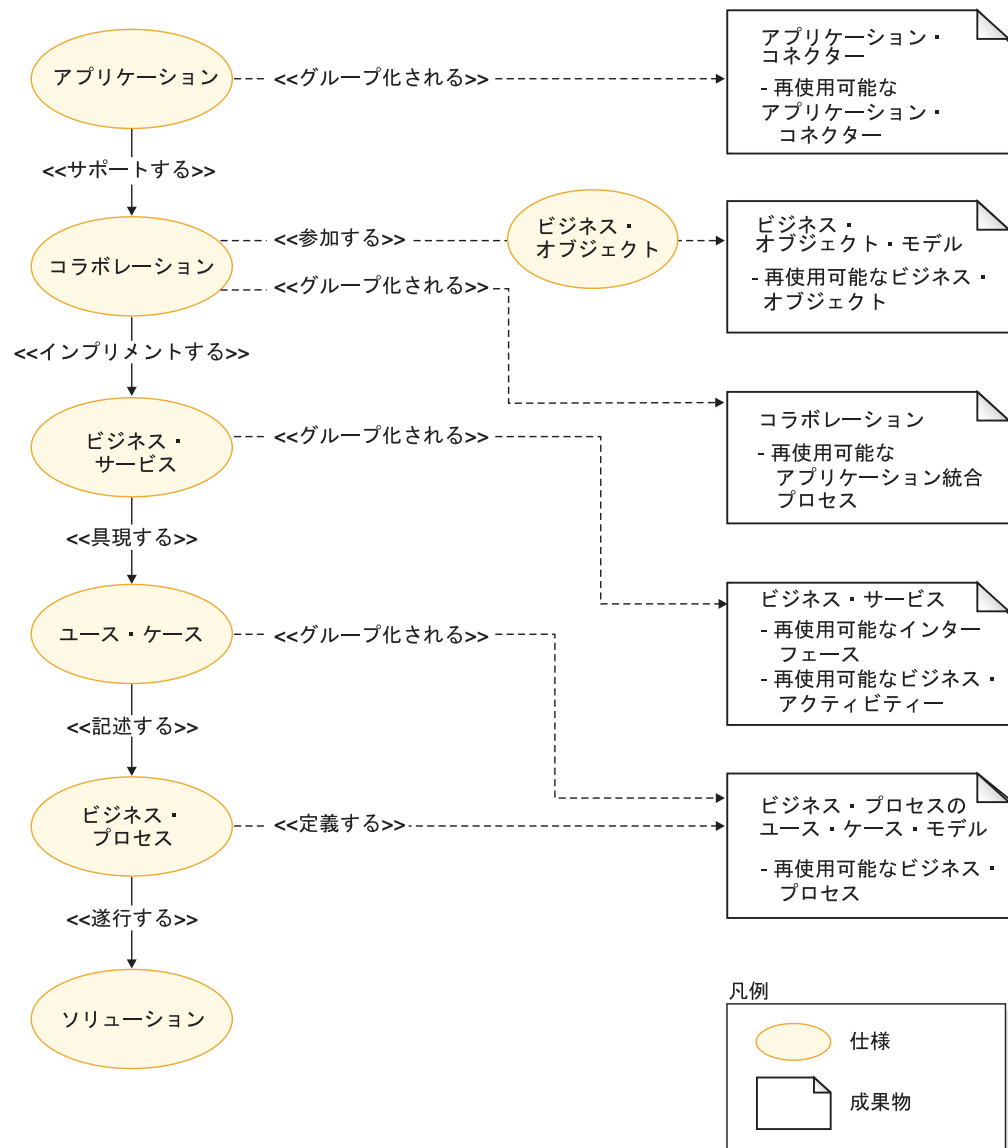 アプリケーション
<<グループ化される>>
アプリケーション・
コネクター
- 再使用可能な
アプリケーション・
コネクター
<<サポートする>>
コラボレーション
<<参加する>>
ビジネス・
オブジェクト
ビジネス・
オブジェクト・モデル
- 再使用可能なビジネス・
オブジェクト
<<グループ化される>>
コラボレーション
- 再使用可能な
アプリケーション統合
プロセス
<<インプリメントする>>
ビジネス・
サービス
<<グループ化される>>
ビジネス・サービス
- 再使用可能なインター
フェース
- 再使用可能なビジネス・
アクティビティー
<<具現する>>
ユース・ケース
<<グループ化される>>
<<記述する>>
ビジネス・
プロセス
<<定義する>>
ビジネス・プロセスの
ユース・ケース・モデル
- 再使用可能なビジネス・
プロセス
<<遂行する>>
ソリューション
凡例
仕様
成果物